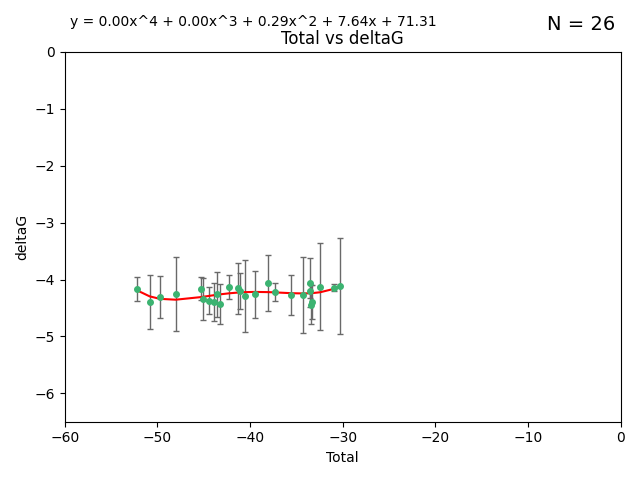 y = 0.00x^4 + 0.00x^3 + 0.29x^2 + 7.64x + 71.31
N = 26
Total vs deltaG
0
−1
−2
−3
−4
−5
−6
deltaG
−60 −50 −40 −30 −20 −10 0
Total